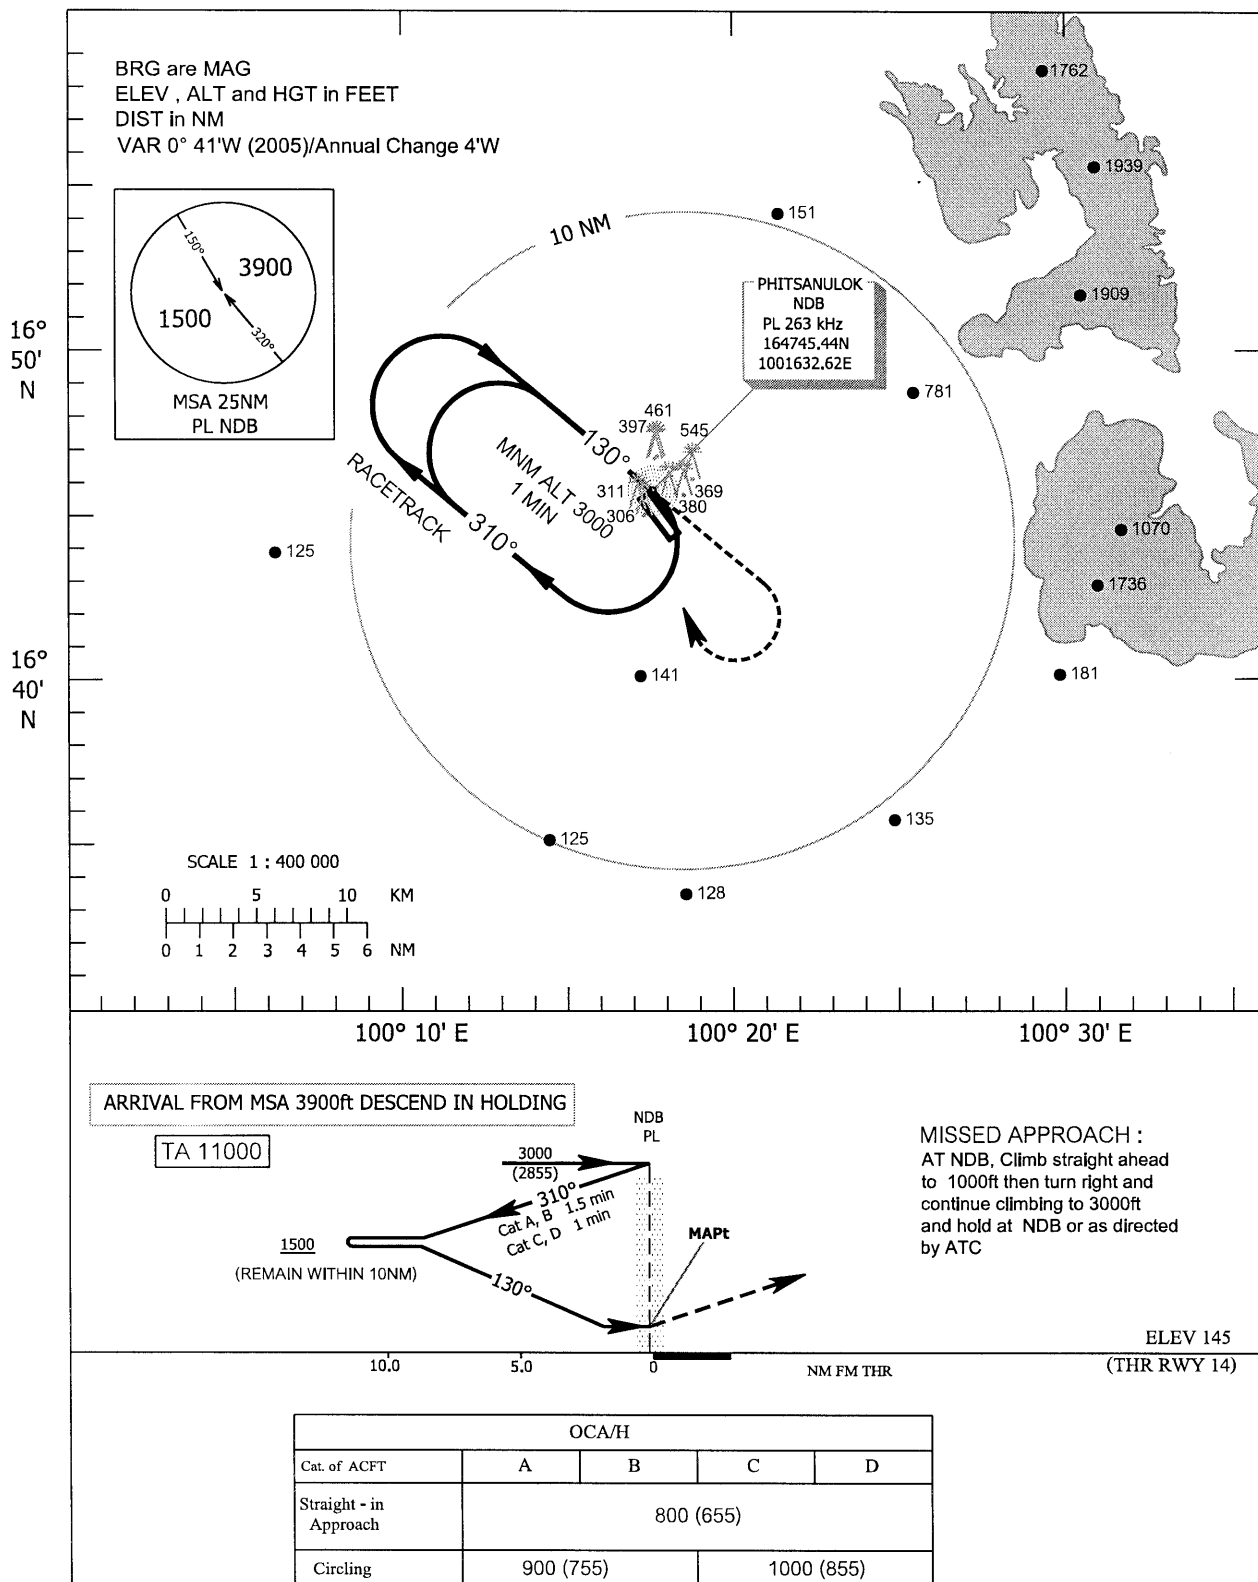 BRG are MAG
ELEV , ALT and HGT in FEET
DIST in NM
VAR 0° 41'W (2005)/Annual Change 4'W
150°
3900
1500
320°
MSA 25NM
PL NDB
10 NM
151
1762
1939
1909
PHITSANULOK
NDB
PL 263 kHz
164745.44N
1001632.62E
16°
50'
N
781
461
397
545
130°
MNM ALT 3000
1 MIN
RACETRACK
310°
311
306
369
380
125
1070
1736
16°
40'
N
141
181
135
125
128
SCALE 1 : 400 000
0 5 10 KM
0 1 2 3 4 5 6 NM
100° 10' E 100° 20' E 100° 30' E
ARRIVAL FROM MSA 3900ft DESCEND IN HOLDING
TA 11000
NDB
PL
3000
(2855)
310°
Cat A, B 1.5 min
Cat C, D 1 min
1500
(REMAIN WITHIN 10NM)
130°
MAPt
MISSED APPROACH :
AT NDB, Climb straight ahead
to 1000ft then turn right and
continue climbing to 3000ft
and hold at NDB or as directed
by ATC
ELEV 145
(THR RWY 14)
10.0 5.0 0 NM FM THR
OCA/H
Cat. of ACFT A B C D
Straight - in
Approach
800 (655)
Circling 900 (755) 1000 (855)